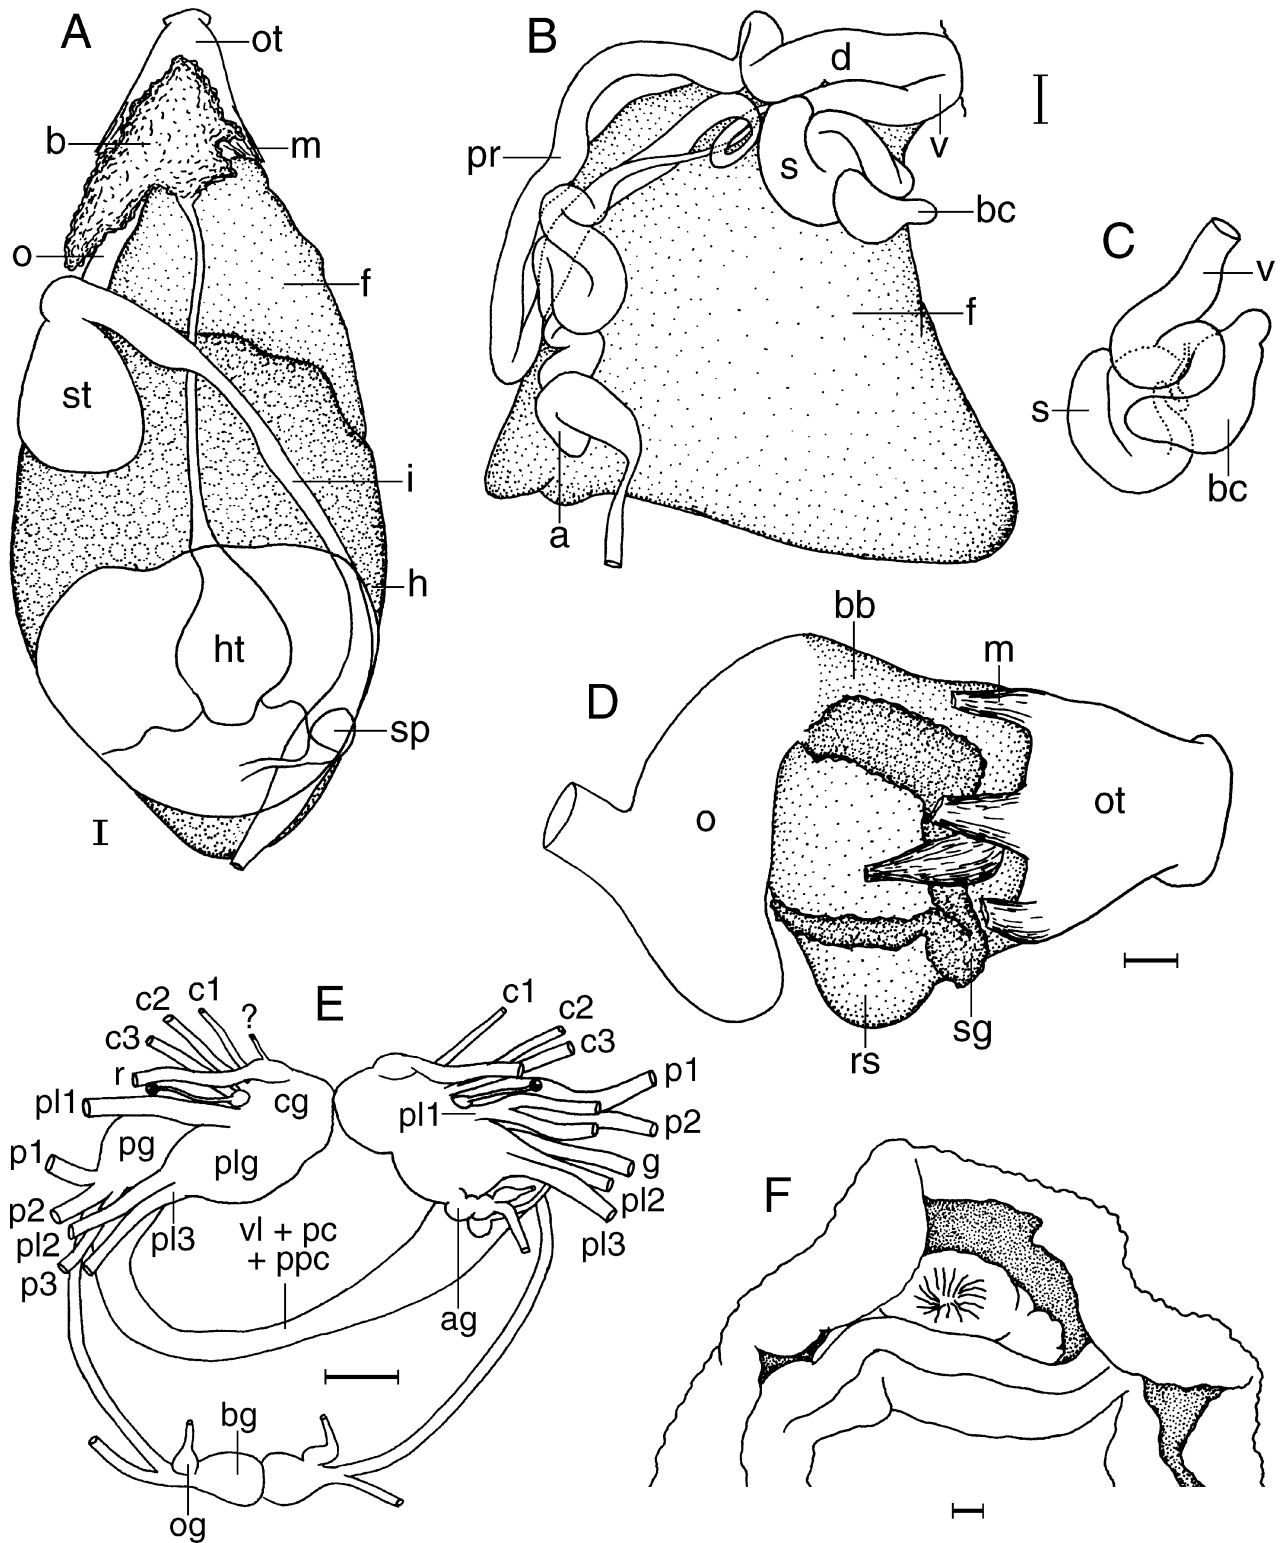 A
ot
b
m
o
f
st
i
h
ht
sp
B
d
pr
v
s
bc
f
a
C
v
s
bc
D
bb
m
o
ot
rs
sg
E
c1
c2
c3
?
r
pl1
cg
p1
pg
plg
p2
pl2
p3
pl3
vl + pc
+ ppc
c1
c2
c3
p1
pl1
p2
g
pl2
pl3
ag
bg
og
F